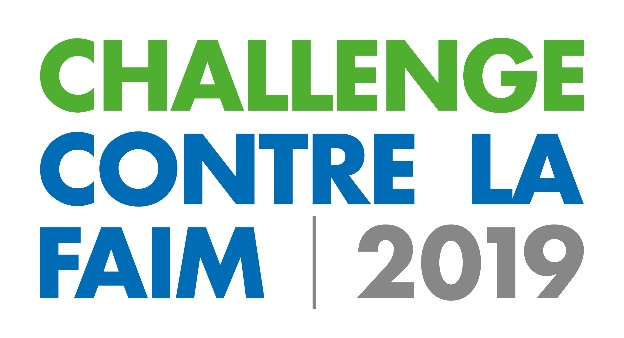 CHALLENGE
CONTRE LA
FAIM | 2019